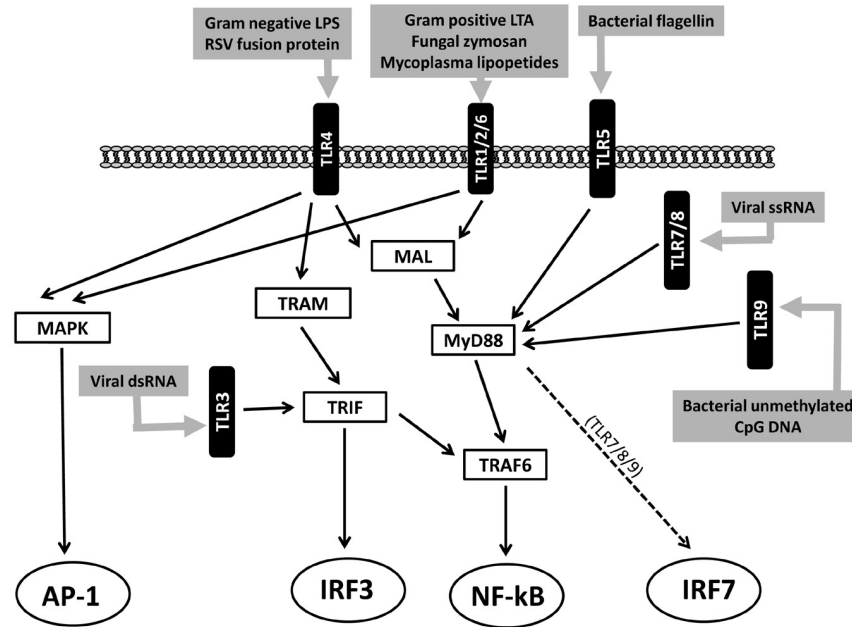 Gram negative LPS
RSV fusion protein
Gram positive LTA
Fungal zymosan
Mycoplasma lipopetides
Bacterial flagellin
TLR4
TLR1/2/6
TLR5
TLR7/8
Viral ssRNA
MAL
TRAM
MAPK
MyD88
TLR9
Viral dsRNA
TLR3
TRIF
Bacterial unmethylated
CpG DNA
TRAF6
(TLR7/8/9)
AP-1
IRF3
NF-kB
IRF7